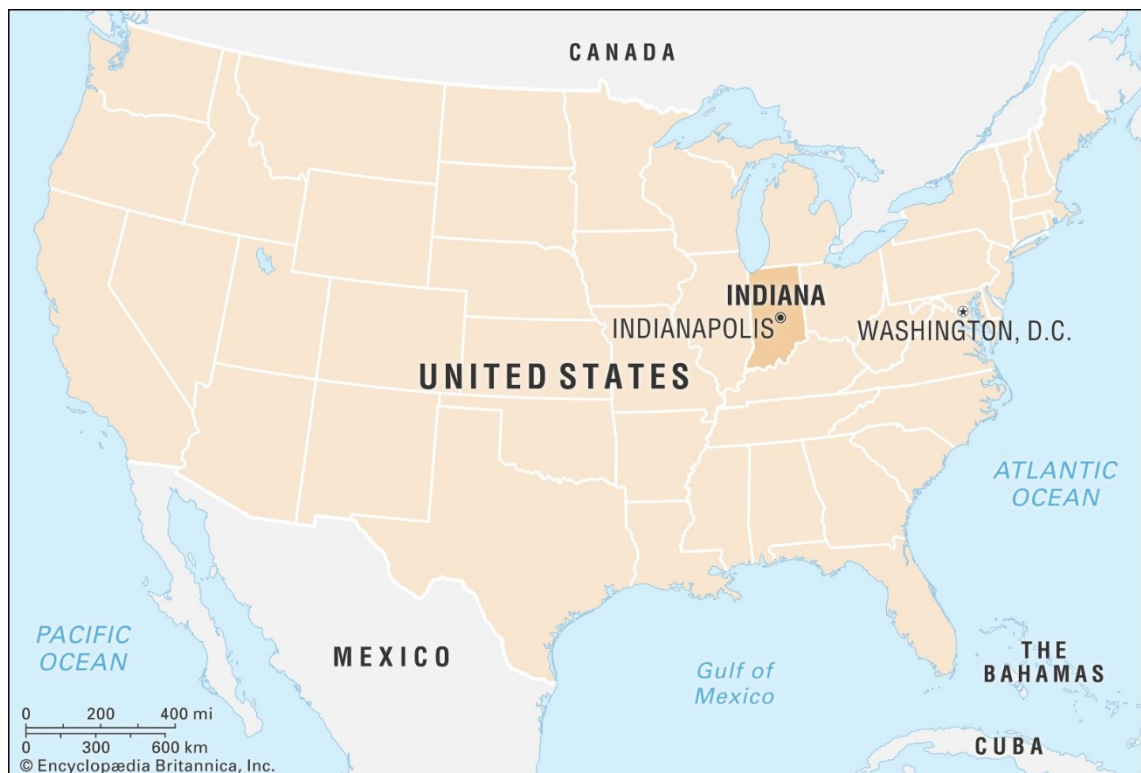 CANADA
INDIANA
INDIANAPOLIS
WASHINGTON, D.C.
UNITED STATES
ATLANTIC
OCEAN
PACIFIC
OCEAN
MEXICO
Gulf of
Mexico
THE
BAHAMAS
CUBA
0 200 400 mi
0 300 600 km
© Encyclopædia Britannica, Inc.